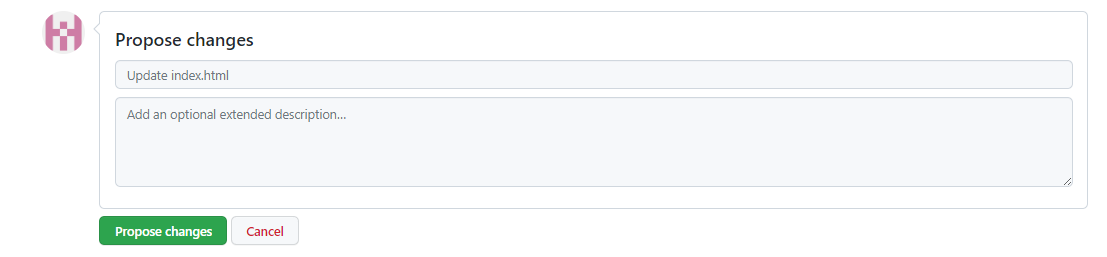 Propose changes
Update index.html
Add an optional extended description...
Propose changes
Cancel